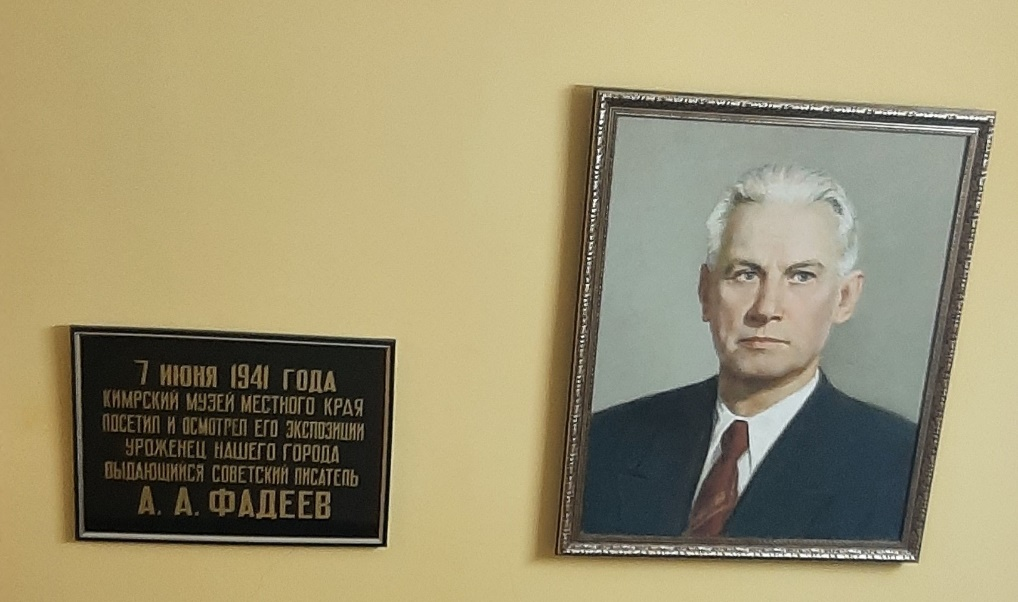 7 ИЮНЯ 1941 ГОДА
КИМРСКИЙ МУЗЕЙ МЕСТНОГО КРАЯ
ПОСЕТИЛ И ОСМОТРЕЛ ЕГО ЭКСПОЗИЦИИ
УРОЖЕНЕЦ НАШЕГО ГОРОДА
ВЫДАЮЩИЙСЯ СОВЕТСКИЙ ПИСАТЕЛЬ
А. А. ФАДЕЕВ